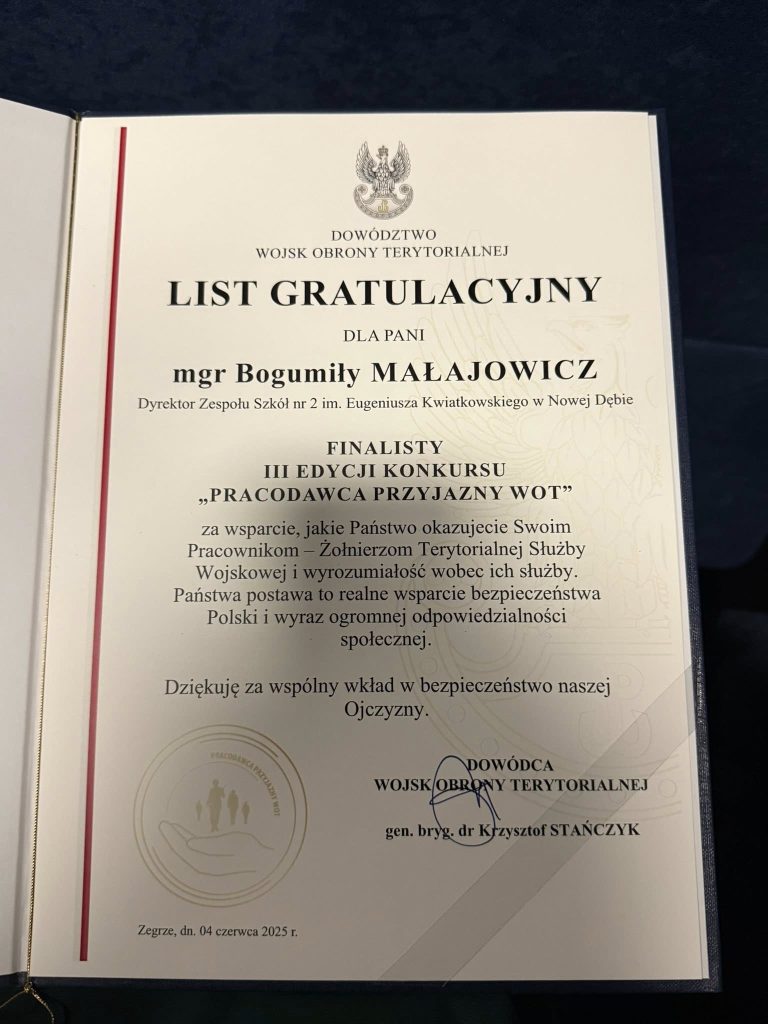 DOWÓDZTWO
WOJSK OBRONY TERYTORIALNEJ
LIST GRATULACYJNY
DLA PANI
mgr Bogumiły MAŁAJOWICZ
Dyrektor Zespołu Szkół nr 2 im. Eugeniusza Kwiatkowskiego w Nowej Dębie
FINALISTY
III EDYCJI KONKURSU
„PRACODAWCA PRZYJAZNY WOT”
za wsparcie, jakie Państwo okazujecie Swoim
Pracownikom – Żołnierzom Terytorialnej Służby
Wojskowej i wyrozumiałość wobec ich służby.
Państwa postawa to realne wsparcie bezpieczeństwa
Polski i wyraz ogromnej odpowiedzialności
społecznej.
Dziękuję za wspólny wkład w bezpieczeństwo naszej
Ojczyzny.
PRACODAWCA PRZYJAZNY WOT
DOWÓDCA
WOJSK OBRONY TERYTORIALNEJ
gen. bryg. dr Krzysztof STAŃCZYK
Zegrze, dn. 04 czerwca 2025 r.